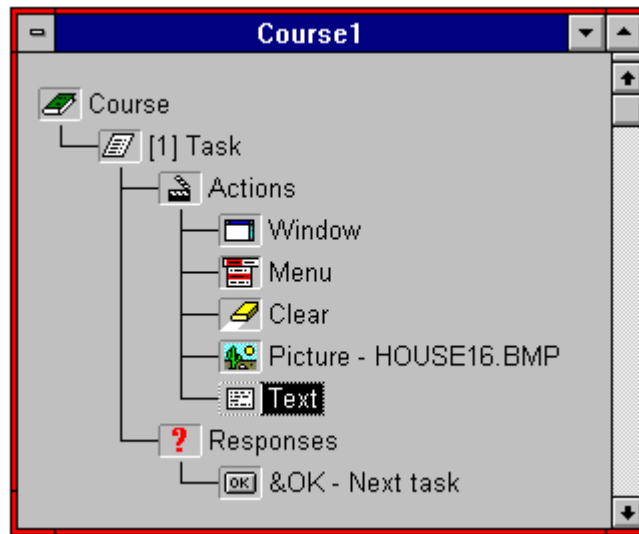 Course1
Course
[1] Task
Actions
Window
Menu
Clear
Picture - HOUSE16.BMP
Text
Responses
OK &OK - Next task